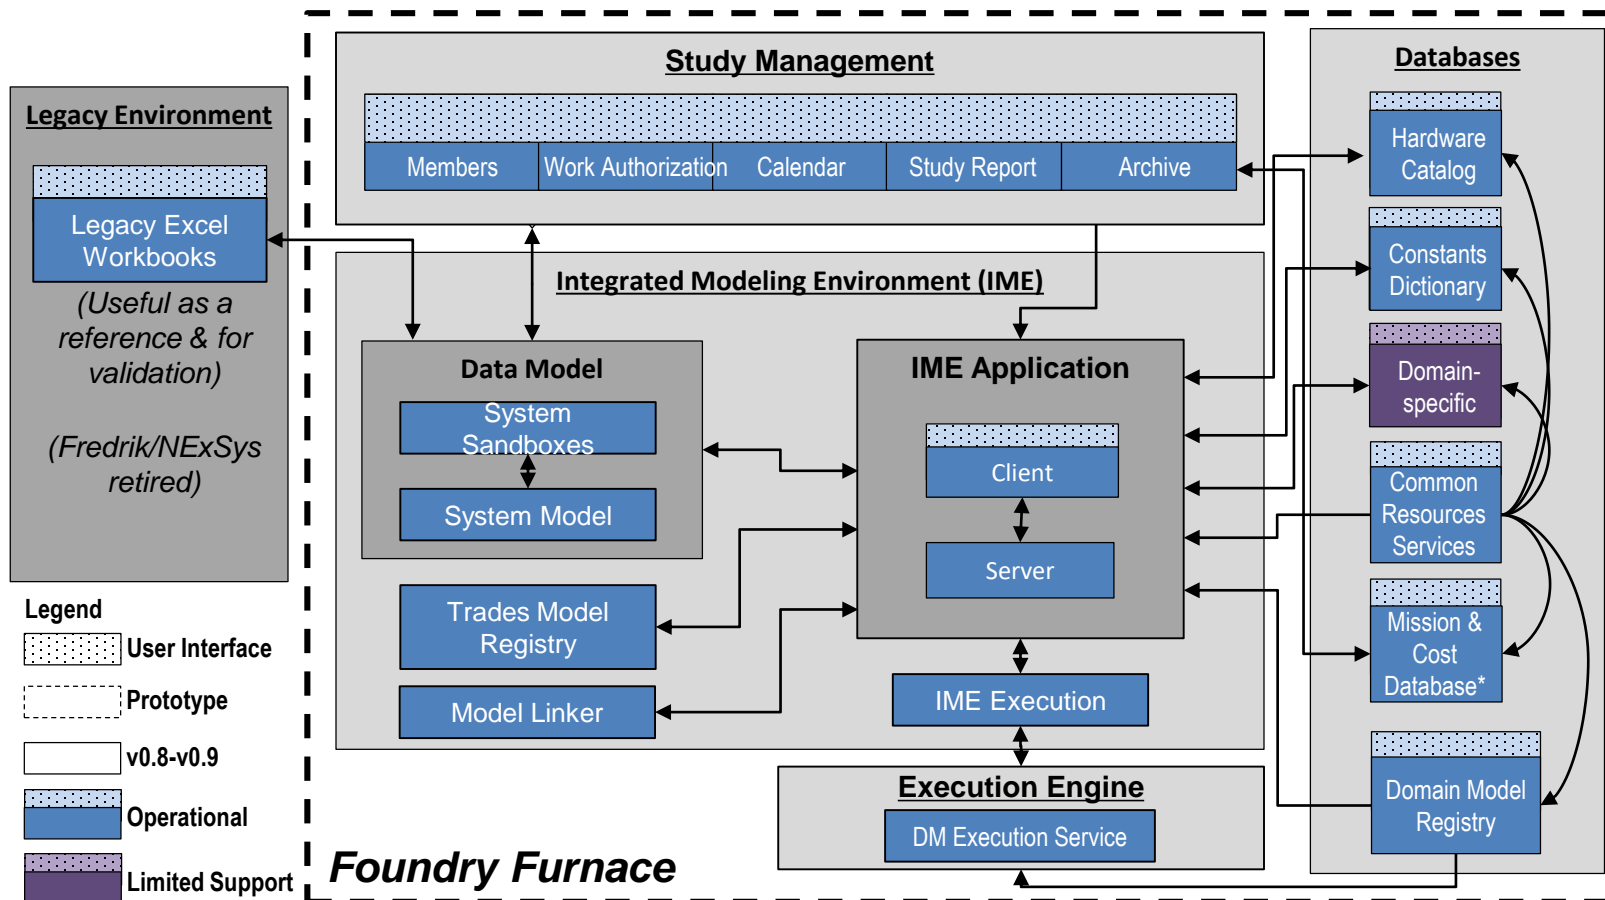 Study Management
Members
Work Authorization
Calendar
Study Report
Archive
Legacy Environment
Legacy Excel
Workbooks
(Useful as a
reference & for
validation)
(Fredrik/NExSys
retired)
Integrated Modeling Environment (IME)
Data Model
System
Sandboxes
System Model
Trades Model
Registry
Model Linker
IME Application
Client
Server
IME Execution
Execution Engine
DM Execution Service
Databases
Hardware
Catalog
Constants
Dictionary
Domain-
specific
Common
Resources
Services
Mission &
Cost
Database*
Domain Model
Registry
Legend
User Interface
Prototype
v0.8-v0.9
Operational
Limited Support
Foundry Furnace